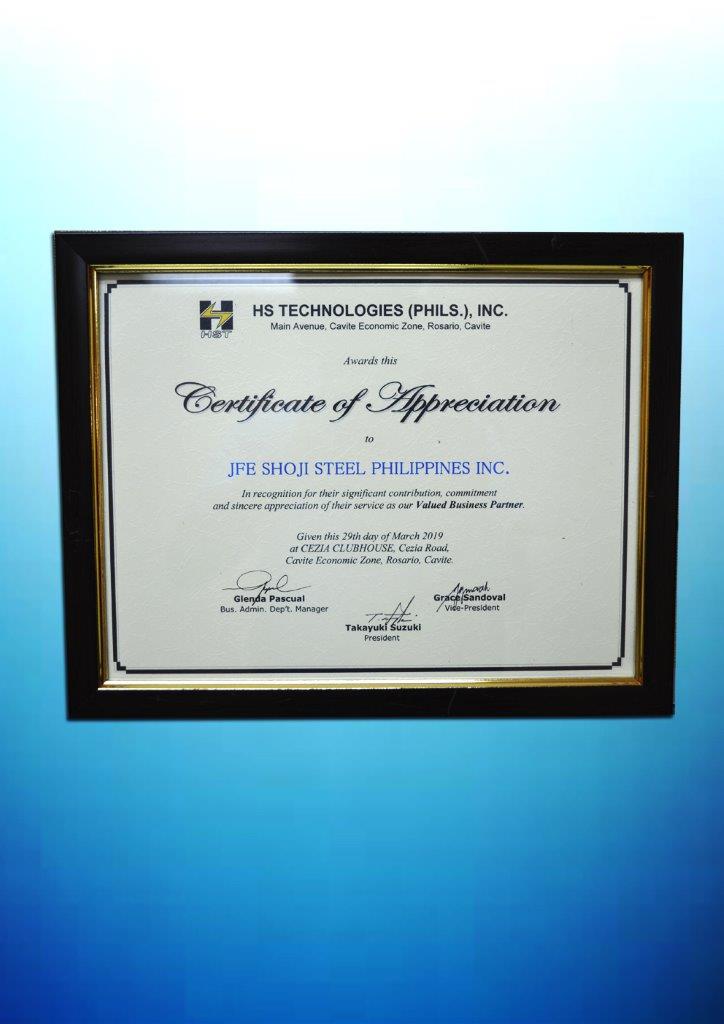 HS TECHNOLOGIES (PHILS.), INC.
HST
Main Avenue, Cavite Economic Zone, Rosario, Cavite
Awards this
Certificate of Appreciation
to
JFE SHOJI STEEL PHILIPPINES INC.
In recognition for their significant contribution, commitment
and sincere appreciation of their service as our Valued Business Partner.
Given this 29th day of March 2019
at CEZIA CLUBHOUSE, Cezia Road,
Cavite Economic Zone, Rosario, Cavite.
Glenda Pascual
Bus. Admin. Dep't. Manager
Grace Sandoval
Vice-President
Takayuki Suzuki
President